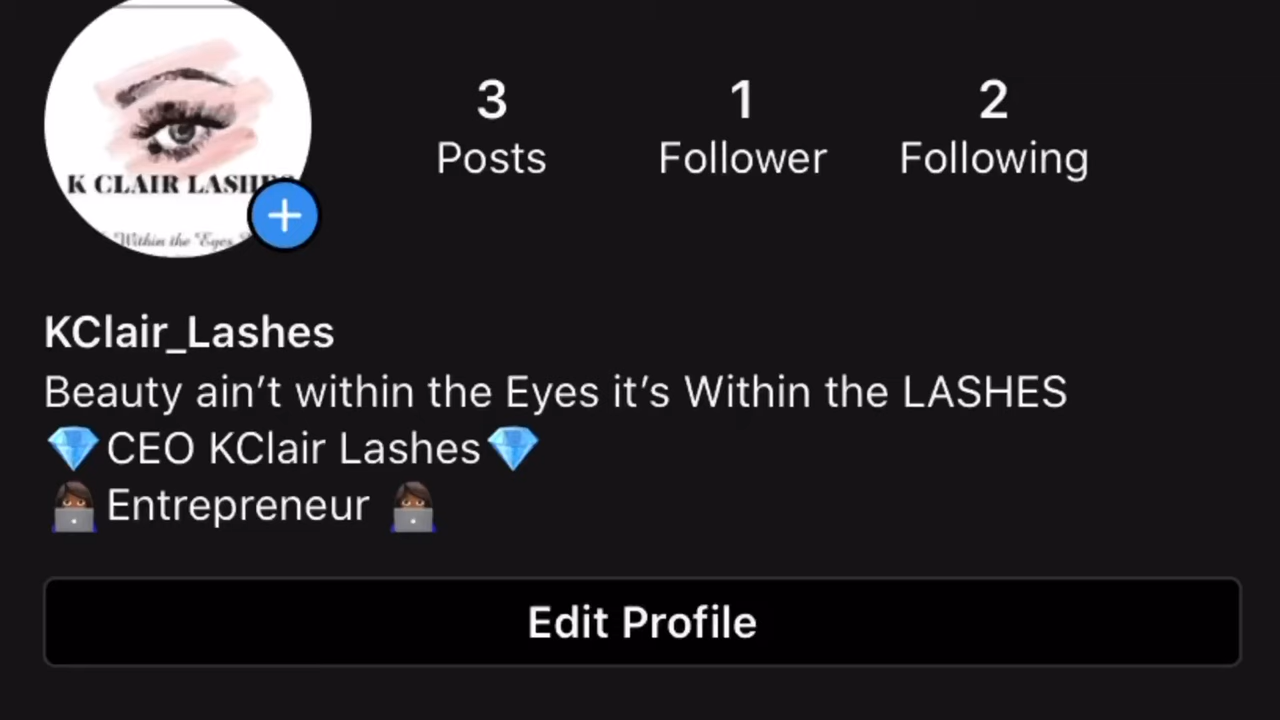 3 1 2
Posts Follower Following
K CLAIR
Within the Eyes
KClair_Lashes
Beauty ain’t within the Eyes it’s Within the LASHES
💎CEO KClair Lashes💎
👩🏾‍💻Entrepreneur 👩🏾‍💻
Edit Profile